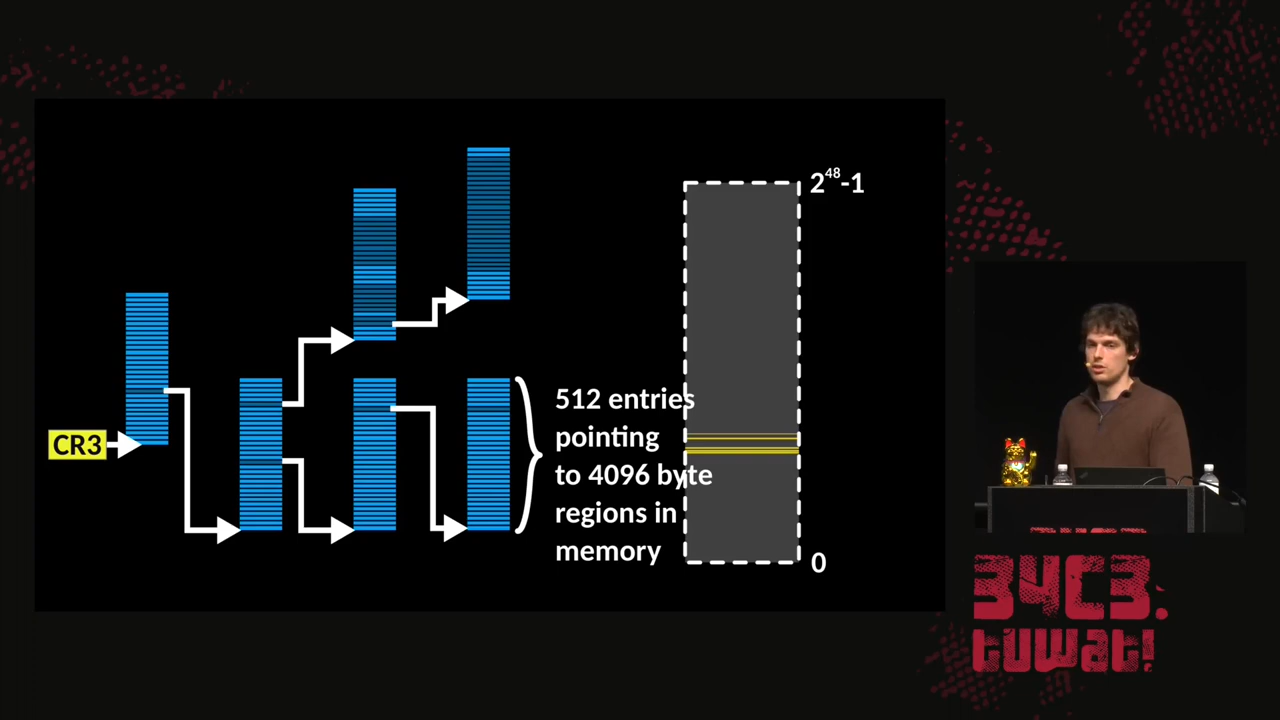 2⁴⁸-1
CR3
512 entries
pointing
to 4096 byte
regions in
memory
0
34C3.
tuwat!